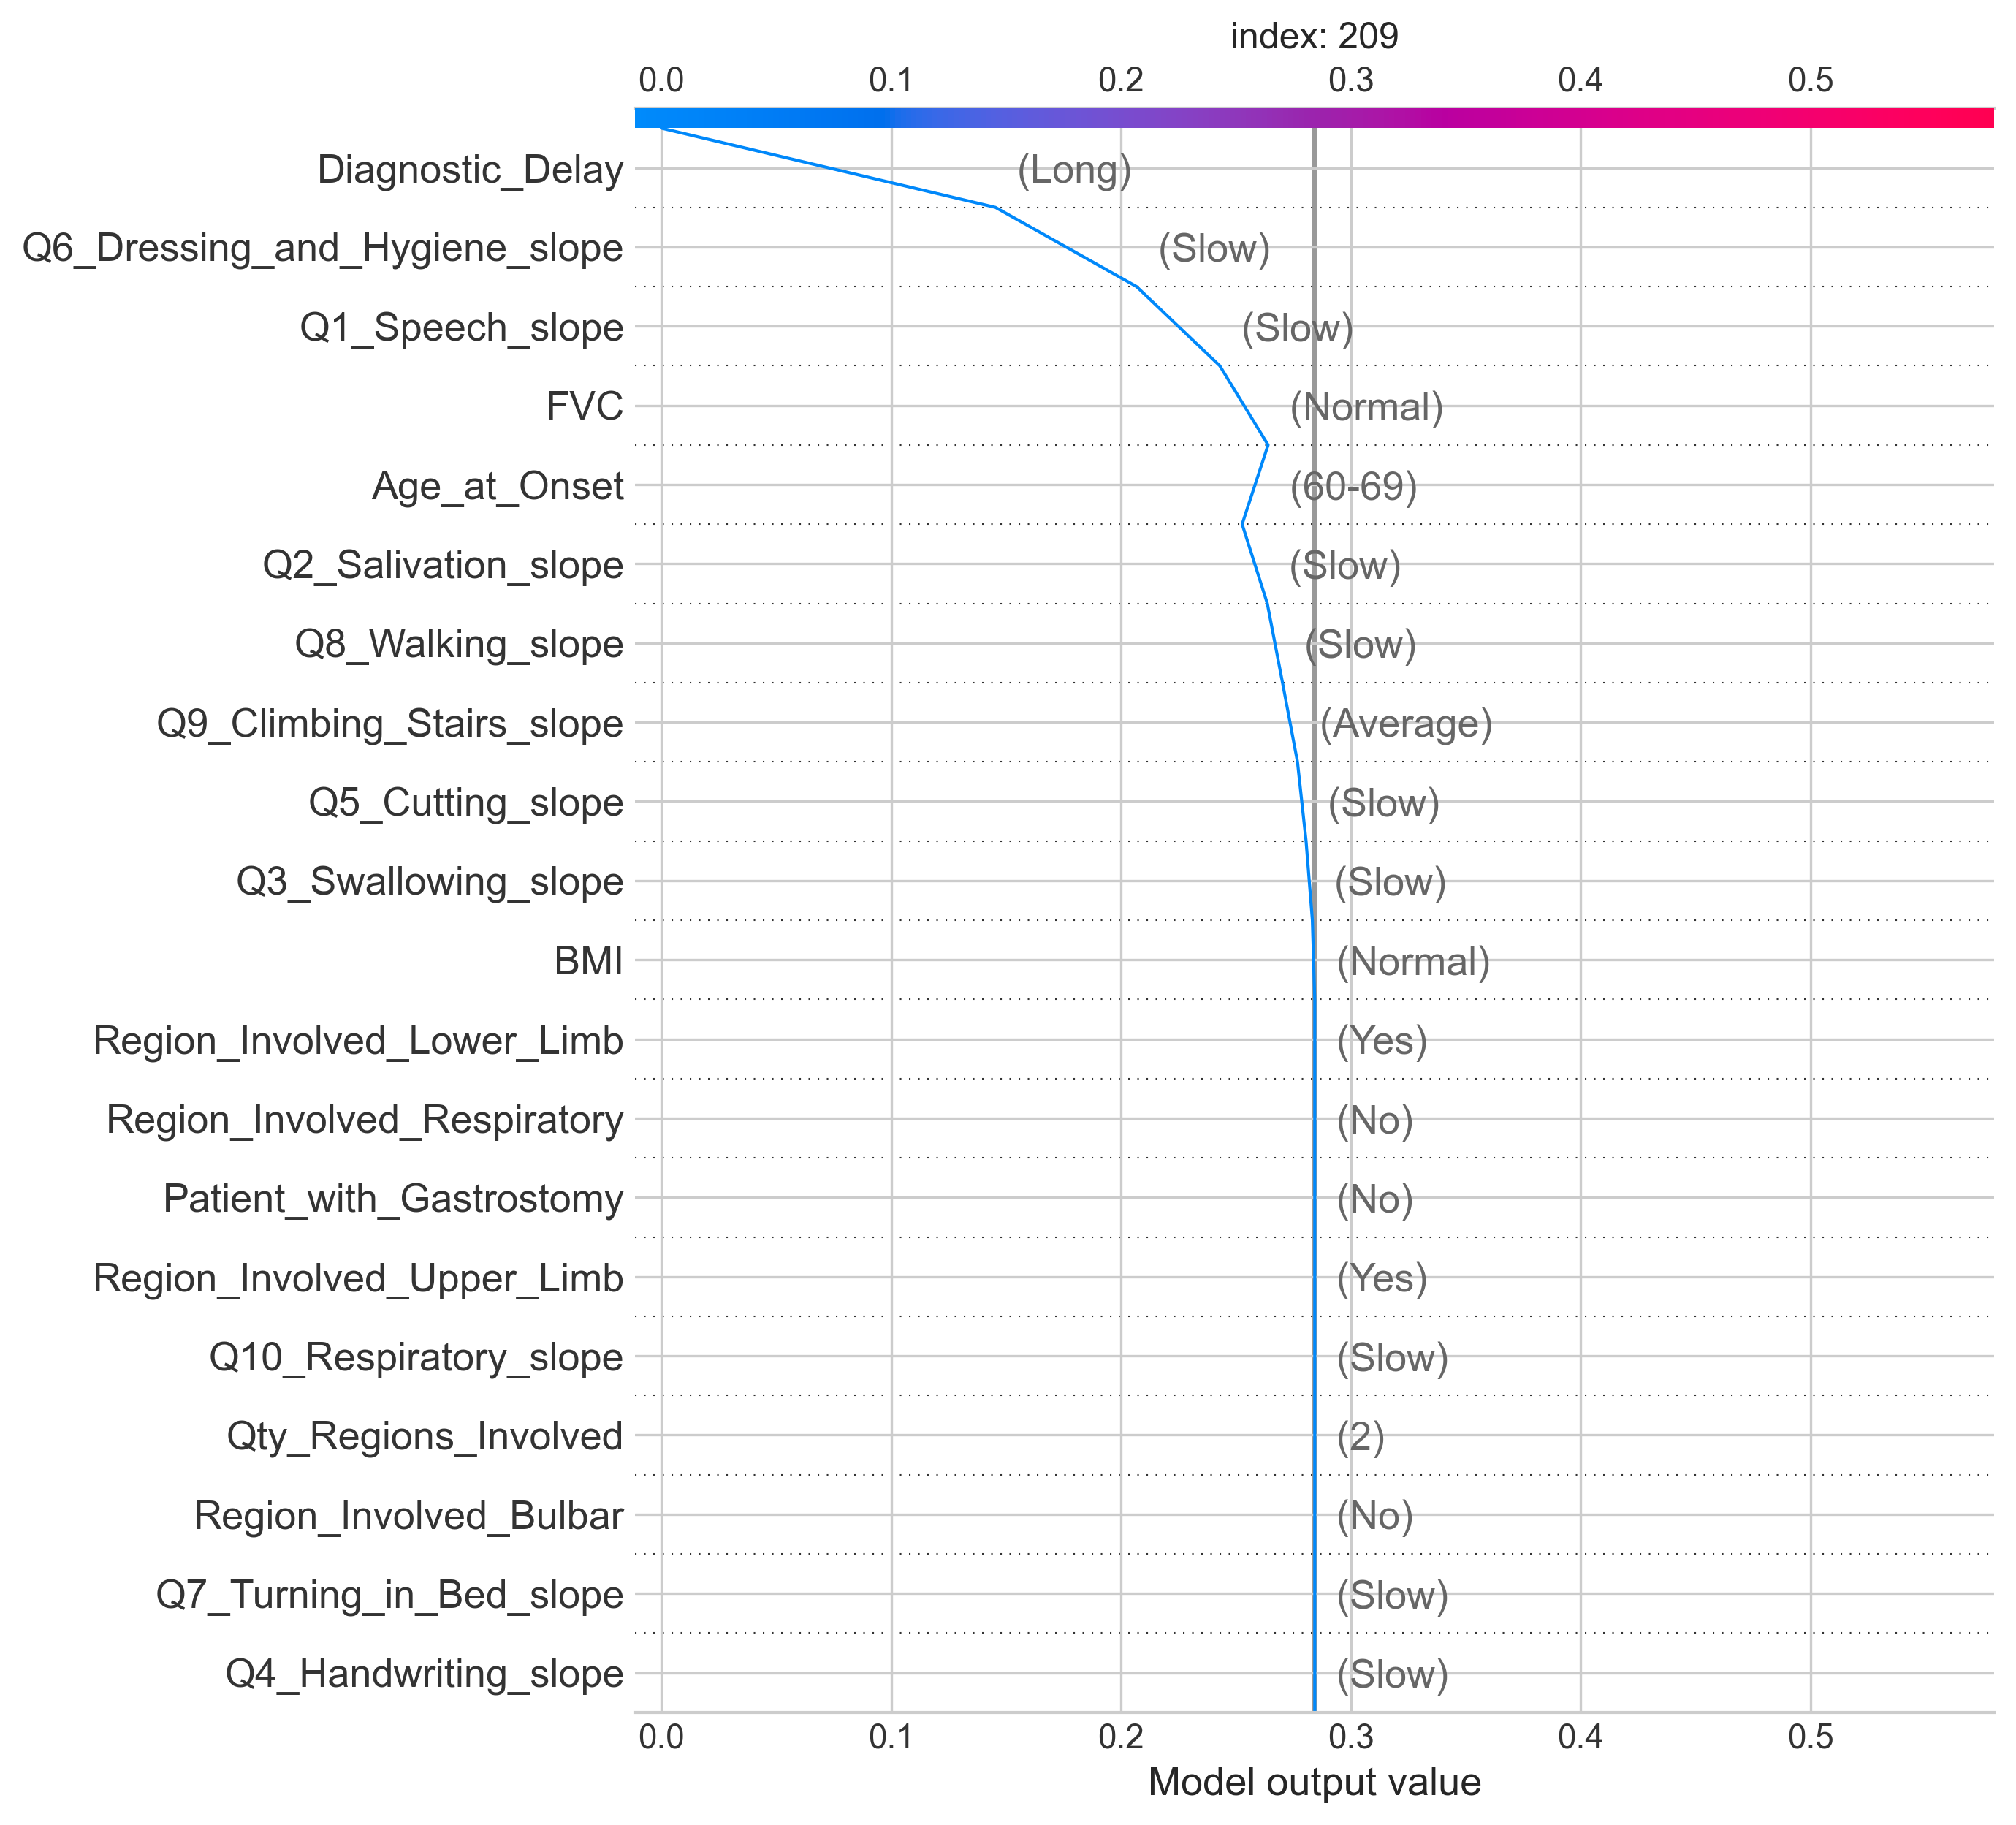 index: 209
0.0 0.1 0.2 0.3 0.4 0.5
Diagnostic_Delay (Long)
Q6_Dressing_and_Hygiene_slope (Slow)
Q1_Speech_slope (Slow)
FVC (Normal)
Age_at_Onset (60-69)
Q2_Salivation_slope (Slow)
Q8_Walking_slope (Slow)
Q9_Climbing_Stairs_slope (Average)
Q5_Cutting_slope (Slow)
Q3_Swallowing_slope (Slow)
BMI (Normal)
Region_Involved_Lower_Limb (Yes)
Region_Involved_Respiratory (No)
Patient_with_Gastrostomy (No)
Region_Involved_Upper_Limb (Yes)
Q10_Respiratory_slope (Slow)
Qty_Regions_Involved (2)
Region_Involved_Bulbar (No)
Q7_Turning_in_Bed_slope (Slow)
Q4_Handwriting_slope (Slow)
0.0 0.1 0.2 0.3 0.4 0.5
Model output value